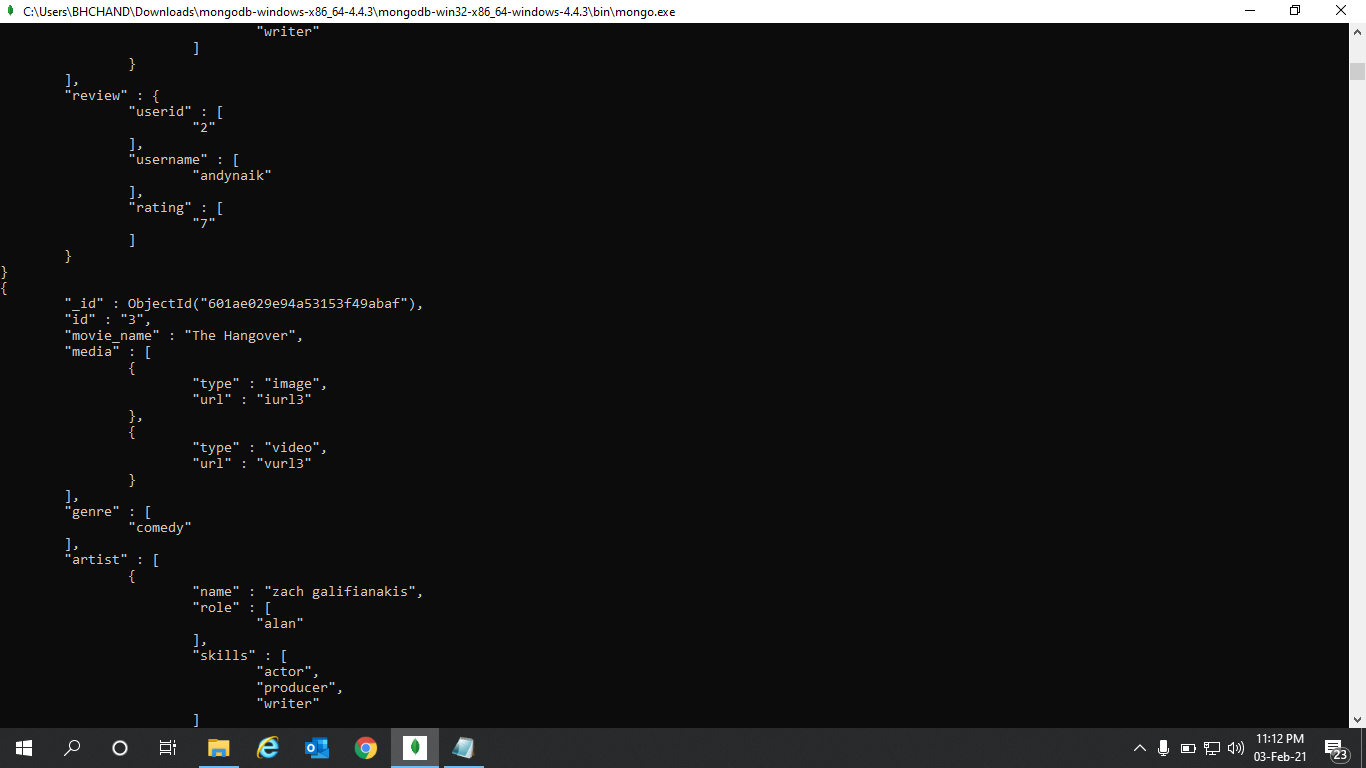 C:\Users\BHCHAND\Downloads\mongodb-windows-x86_64-4.4.3\mongodb-win32-x86_64-windows-4.4.3\bin\mongo.exe
"writer"
]
}
],
"review" : {
"userid" : [
"2"
],
"username" : [
"andynaik"
],
"rating" : [
"7"
]
}
}
{
"_id" : ObjectId("601ae029e94a53153f49abaf"),
"id" : "3",
"movie_name" : "The Hangover",
"media" : [
{
"type" : "image",
"url" : "iurl3"
},
{
"type" : "video",
"url" : "vurl3"
}
],
"genre" : [
"comedy"
],
"artist" : [
{
"name" : "zach galifianakis",
"role" : [
"alan"
],
"skills" : [
"actor",
"producer",
"writer"
]
11:12 PM
03-Feb-21
23